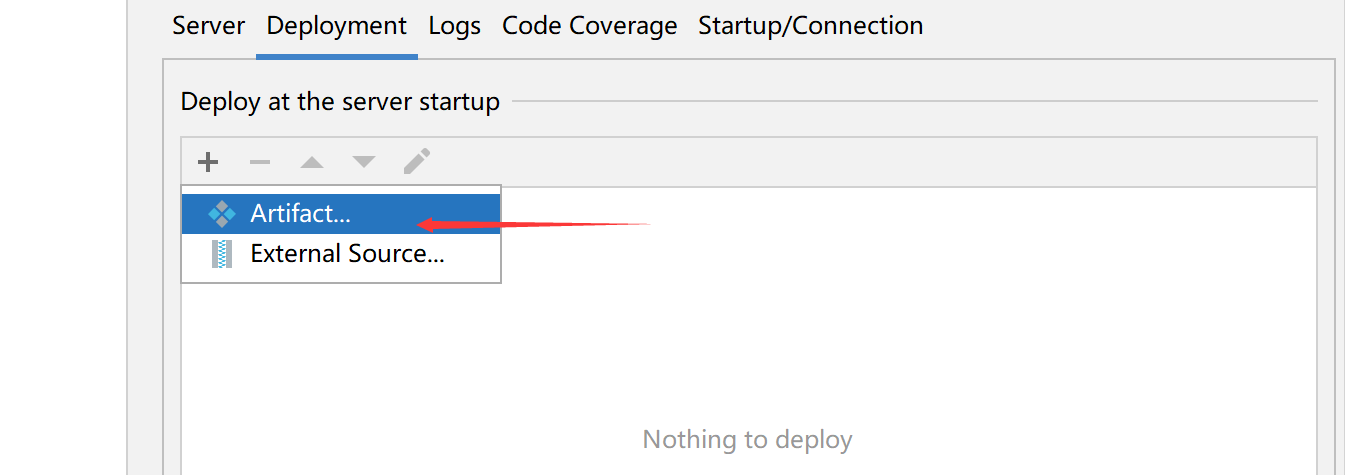 Server Deployment Logs Code Coverage Startup/Connection
Deploy at the server startup
Artifact...
External Source...
Nothing to deploy